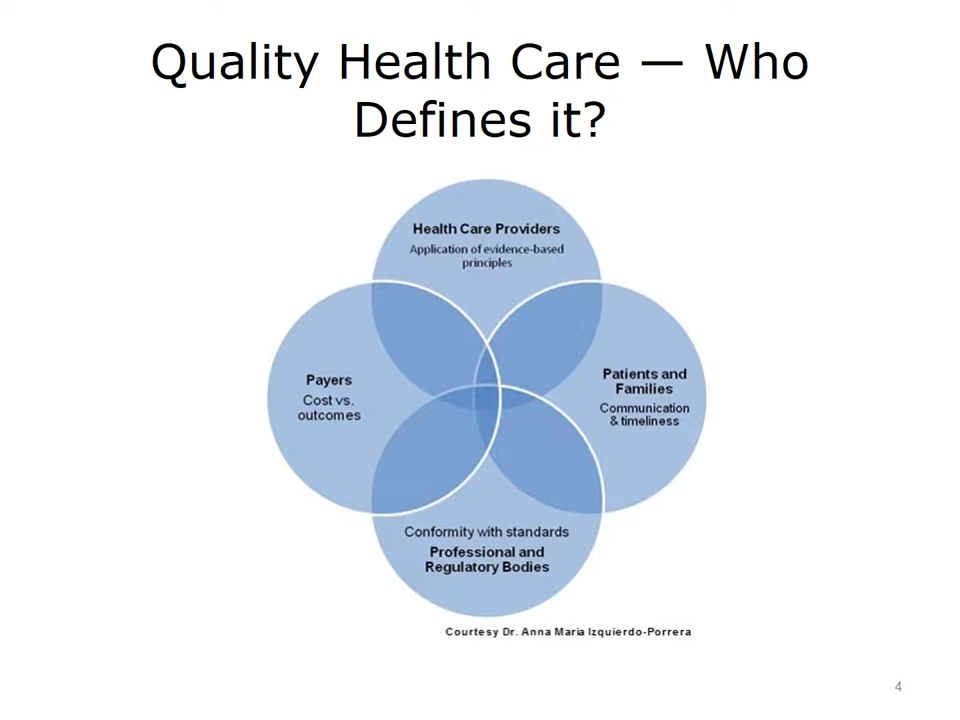 Quality Health Care — Who
Defines it?
Health Care Providers
Application of evidence-based
principles
Payers
Cost vs.
outcomes
Patients and
Families
Communication
& timeliness
Conformity with standards
Professional and
Regulatory Bodies
Courtesy Dr. Anna Maria Izquierdo-Porrera
4